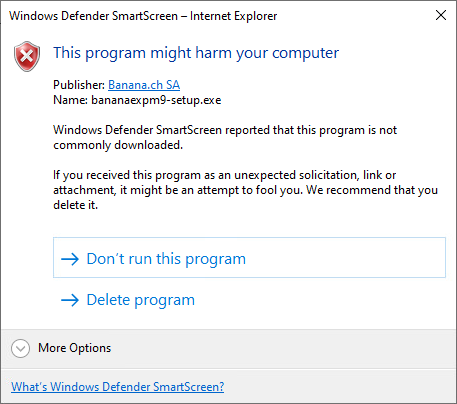 Windows Defender SmartScreen – Internet Explorer
This program might harm your computer
Publisher: Banana.ch SA
Name: bananaexpm9-setup.exe
Windows Defender SmartScreen reported that this program is not
commonly downloaded.
If you received this program as an unexpected solicitation, link or
attachment, it might be an attempt to fool you. We recommend that you
delete it.
Don’t run this program
Delete program
More Options
What’s Windows Defender SmartScreen?